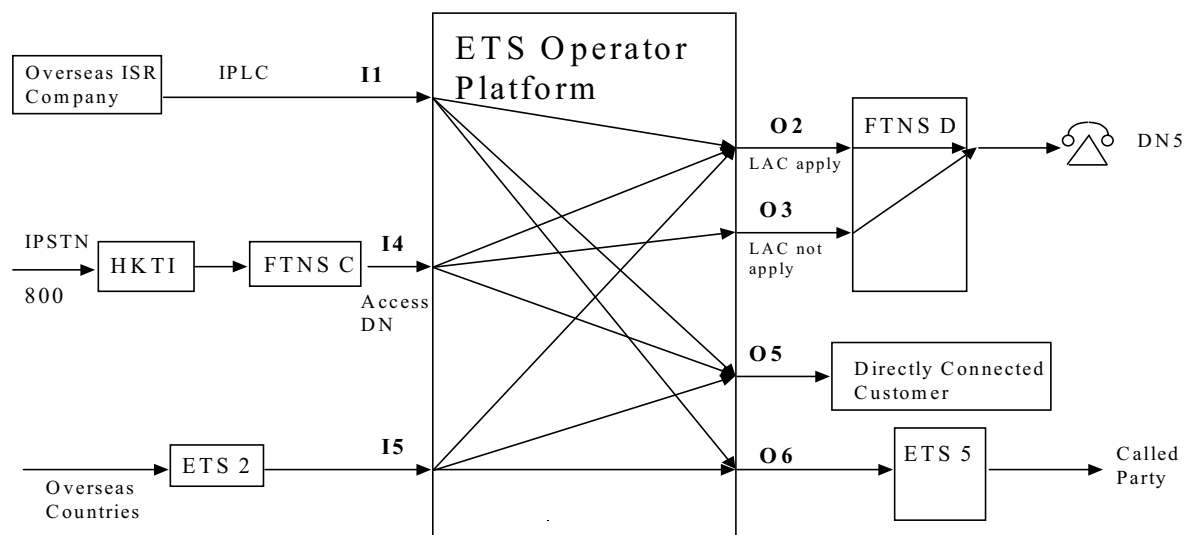 ETS Operator
Platform
Overseas ISR
Company
IPLC
I1
O2
LAC apply
FTNS D
DN5
O3
LAC not
apply
IPSTN
800
HKTI
FTNS C
I4
Access
DN
O5
Directly Connected
Customer
Overseas
Countries
ETS 2
I5
O6
ETS 5
Called
Party